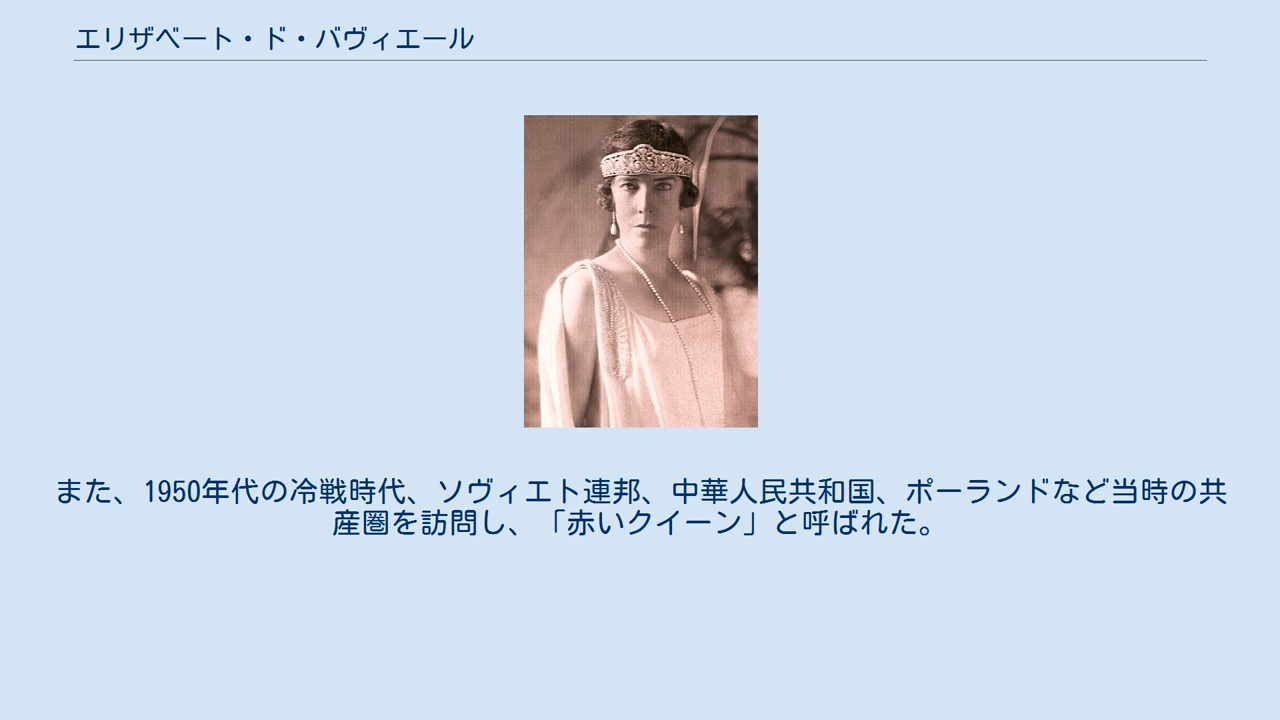 エリザベート・ド・バヴィエール
また、1950年代の冷戦時代、ソヴィエト連邦、中華人民共和国、ポーランドなど当時の共
産圏を訪問し、「赤いクイーン」と呼ばれた。